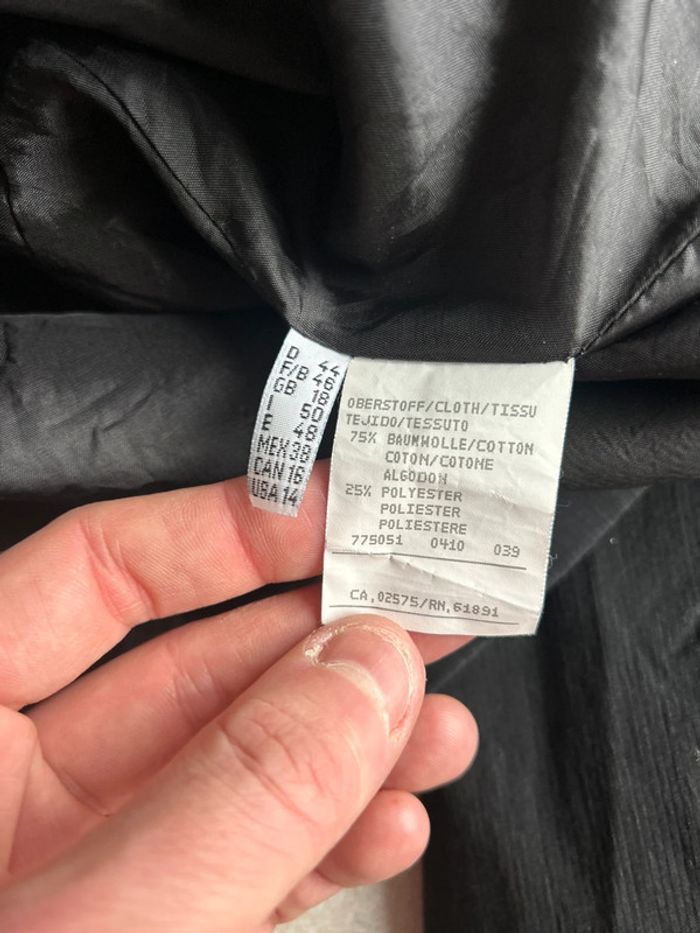 D 44
F/B 46
GB 18
I 50
E 48
MEX 38
CAN 16
USA 14
OBERSTOFF/CLOTH/TISSU
TEJIDO/TESSUTO
75% BAUMWOLLE/COTTON
COTON/COTONE
ALGODON
25% POLYESTER
POLIESTER
POLIESTERE
775051 0410 039
CA,02575/RN,61891